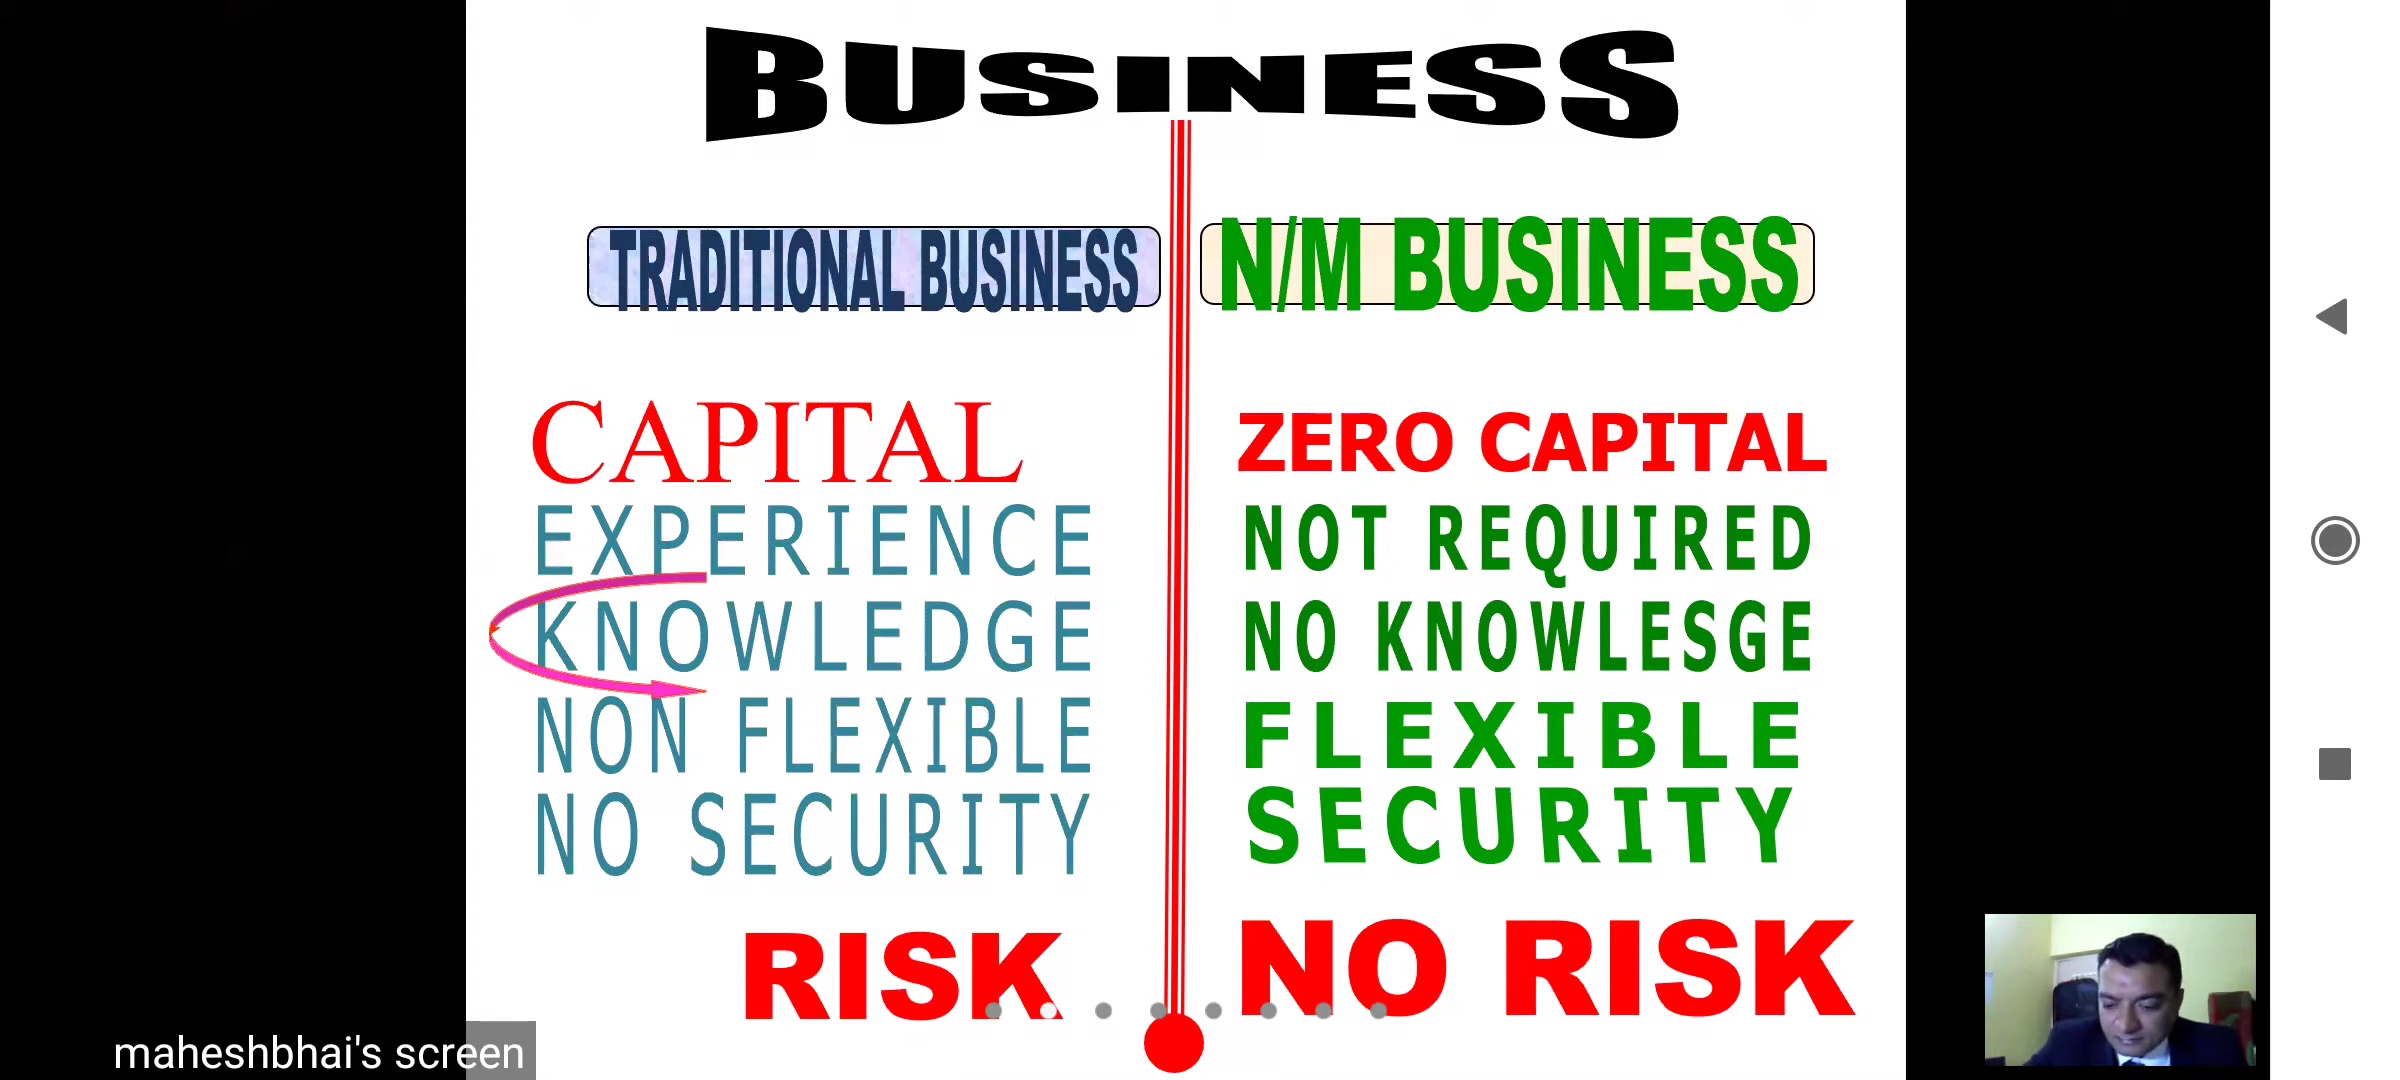 BUSINESS
TRADITIONAL BUSINESS
N/M BUSINESS
CAPITAL
EXPERIENCE
KNOWLEDGE
NON FLEXIBLE
NO SECURITY
RISK
ZERO CAPITAL
NOT REQUIRED
NO KNOWLESGE
FLEXIBLE
SECURITY
NO RISK
maheshbhai's screen